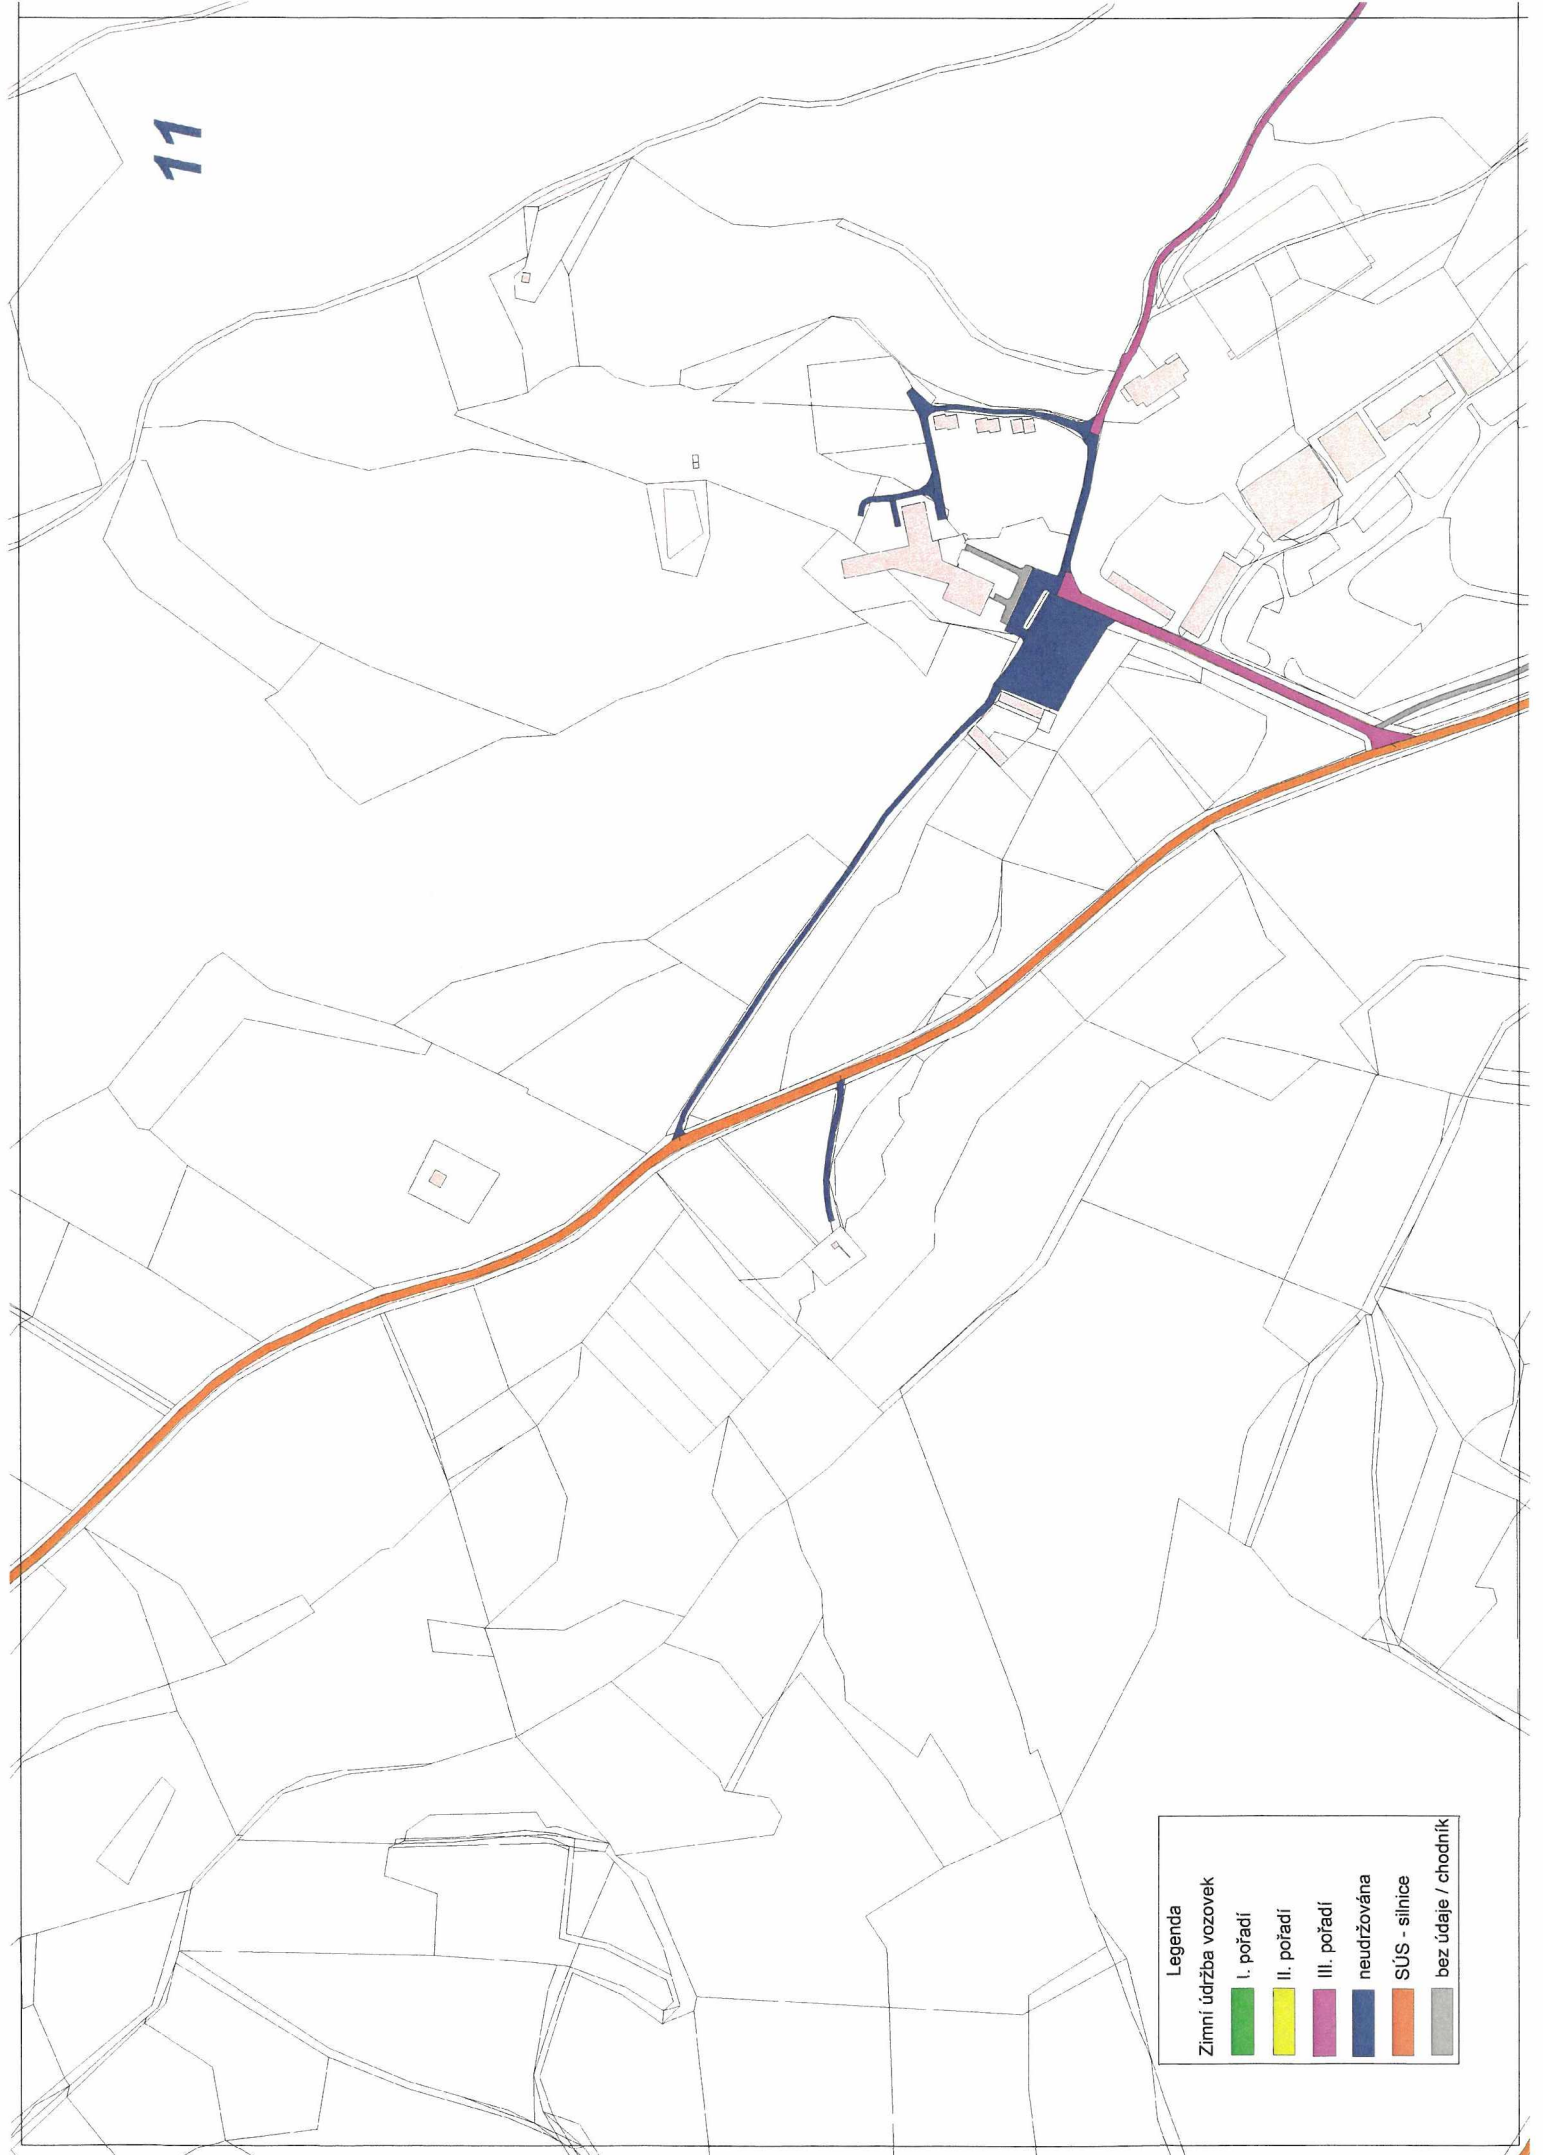 11
Legenda
Zimní údržba vozovek
I. pořadí
II. pořadí
III. pořadí
neudržována
SÚS - silnice
bez údaje / chodník